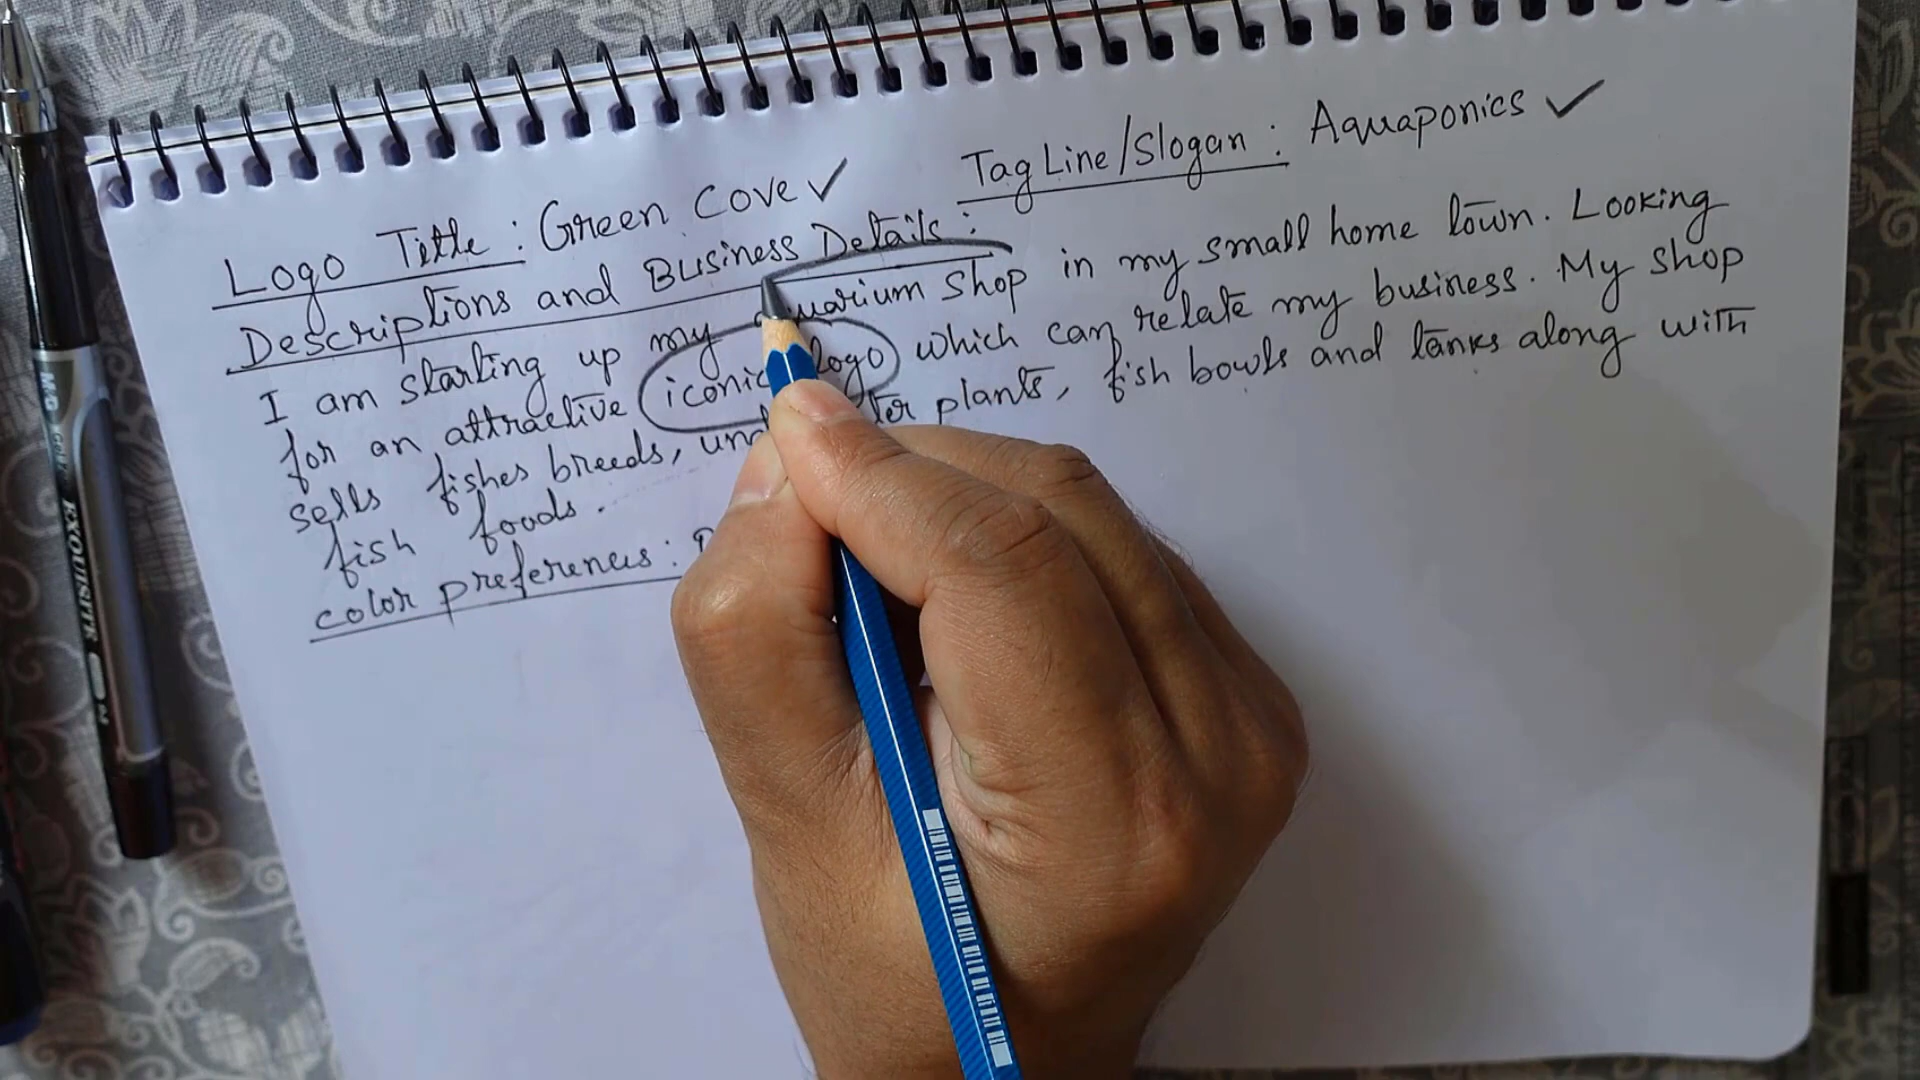 Logo Title : Green Cove ✓ Tag Line/Slogan : Aquaponics ✓
Descriptions and Business Details :
I am starting up my aquarium shop in my small home town. Looking
for an attractive iconic logo which can relate my business. My shop
sells fishes breeds, plants, fish bowls and tanks along with
fish foods.
color preferences :
EXQUISITE